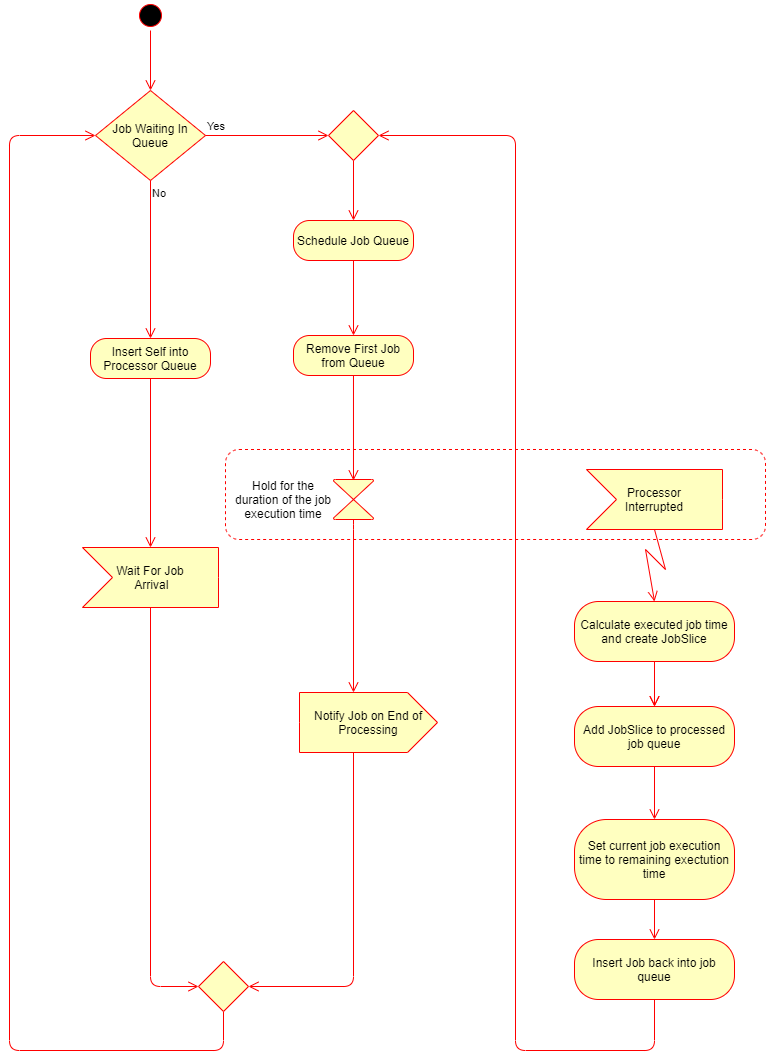 Job Waiting In
Queue
Yes
No
Schedule Job Queue
Insert Self into
Processor Queue
Remove First Job
from Queue
Hold for the
duration of the job
execution time
Processor
Interrupted
Wait For Job
Arrival
Calculate executed job time
and create JobSlice
Notify Job on End of
Processing
Add JobSlice to processed
job queue
Set current job execution
time to remaining exectution
time
Insert Job back into job
queue